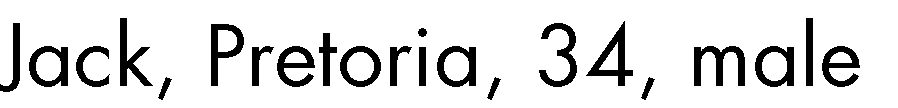 Jack, Pretoria, 34, male